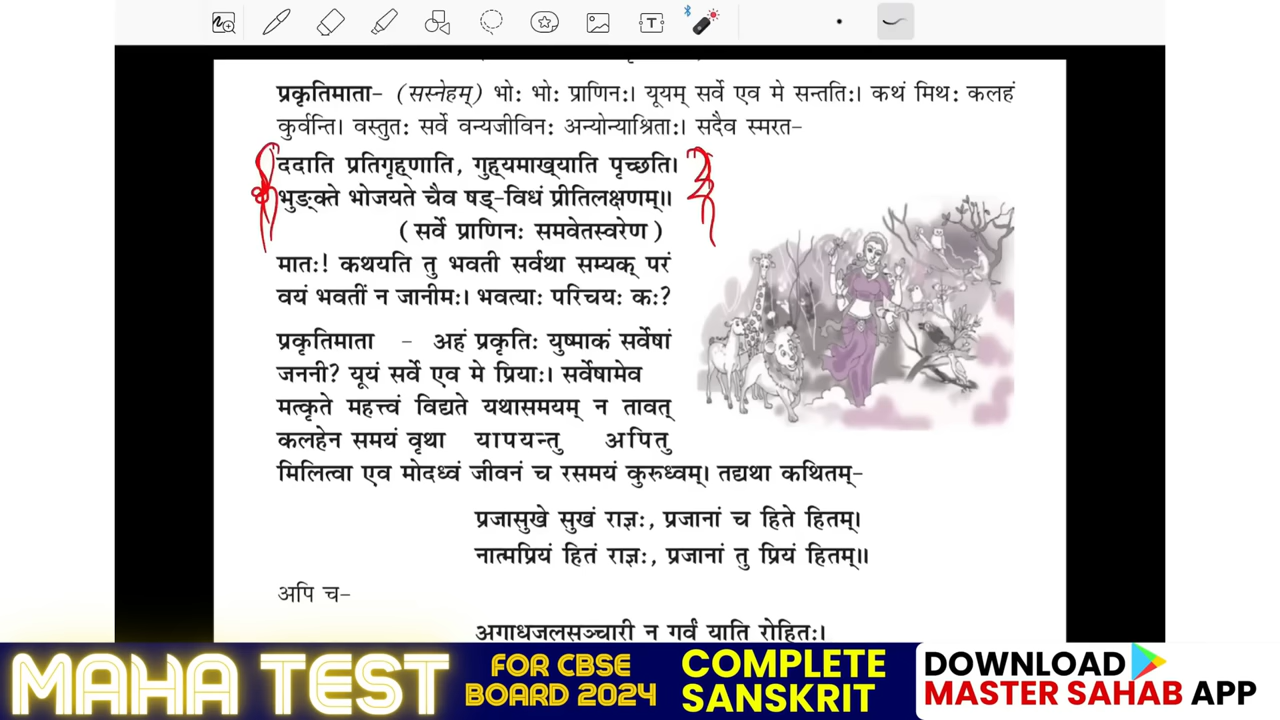 प्रकृतिमाता- (सस्नेहम्) भो: भो: प्राणिन:। यूयम् सर्वे एव मे सन्तति:। कथं मिथ: कलहं
कुर्वन्ति। वस्तुत: सर्वे वन्यजीविन: अन्योन्याश्रिता:। सदैव स्मरत-
ददाति प्रतिगृह्णाति, गुह्यमाख्याति पृच्छति।
भुङ्क्ते भोजयते चैव षड्-विधं प्रीतिलक्षणम्॥
( सर्वे प्राणिन: समवेतस्वरेण )
मात:! कथयति तु भवती सर्वथा सम्यक् परं
वयं भवतीं न जानीम:। भवत्या: परिचय: क:?
प्रकृतिमाता - अहं प्रकृति: युष्माकं सर्वेषां
जननी? यूयं सर्वे एव मे प्रिया:। सर्वेषामेव
मत्कृते महत्त्वं विद्यते यथासमयम् न तावत्
कलहेन समयं वृथा यापयन्तु अपितु
मिलित्वा एव मोदध्वं जीवनं च रसमयं कुरुध्वम्। तद्यथा कथितम्-
प्रजासुखे सुखं राज्ञ:, प्रजानां च हिते हितम्।
नात्मप्रियं हितं राज्ञ:, प्रजानां तु प्रियं हितम्॥
अपि च-
अगाधजलसञ्चारी न गर्वं याति रोहित:।
MAHA TEST
FOR CBSE
BOARD 2024
COMPLETE
SANSKRIT
DOWNLOAD
MASTER SAHAB APP